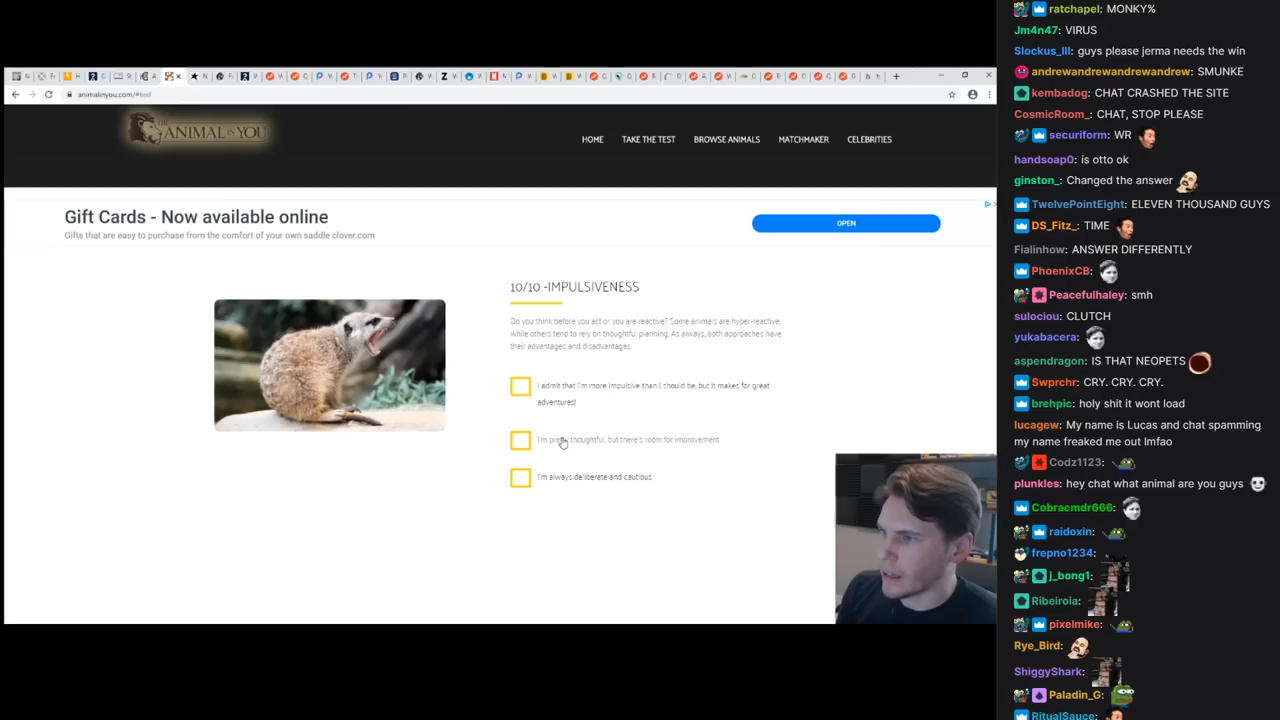 animalinyou.com/#test
THE ANIMAL IN YOU
HOME
TAKE THE TEST
BROWSE ANIMALS
MATCHMAKER
CELEBRITIES
Gift Cards - Now available online
Gifts that are easy to purchase from the comfort of your own saddle clover.com
OPEN
10/10 -IMPULSIVENESS
Do you think before you act or you are reactive? Some animals are hyper-reactive,
while others tend to rely on thoughtful planning. As always, both approaches have
their advantages and disadvantages.
I admit that I'm more impulsive than I should be, but it makes for great
adventures!
I'm pretty thoughtful, but there's room for improvement
I'm always deliberate and cautious
ratchapel: MONKY%
Jm4n47: VIRUS
Slockus_lll: guys please jerma needs the win
andrewandrewandrewandrew: SMUNKE
kembadog: CHAT CRASHED THE SITE
CosmicRoom_: CHAT, STOP PLEASE
securiform: WR
handsoap0: is otto ok
ginston_: Changed the answer
TwelvePointEight: ELEVEN THOUSAND GUYS
DS_Fitz_: TIME
Fialinhow: ANSWER DIFFERENTLY
PhoenixCB:
Peacefulhaley: smh
sulociou: CLUTCH
yukabacera:
aspendragon: IS THAT NEOPETS
Swprchr: CRY. CRY. CRY.
brehpic: holy shit it wont load
lucagew: My name is Lucas and chat spamming
my name freaked me out lmfao
Codz1123:
plunkles: hey chat what animal are you guys
Cobracmdr666:
raidoxin:
frepno1234:
j_bong1:
Ribeiroia:
pixelmike:
Rye_Bird:
ShiggyShark:
Paladin_G:
RitualSauce: